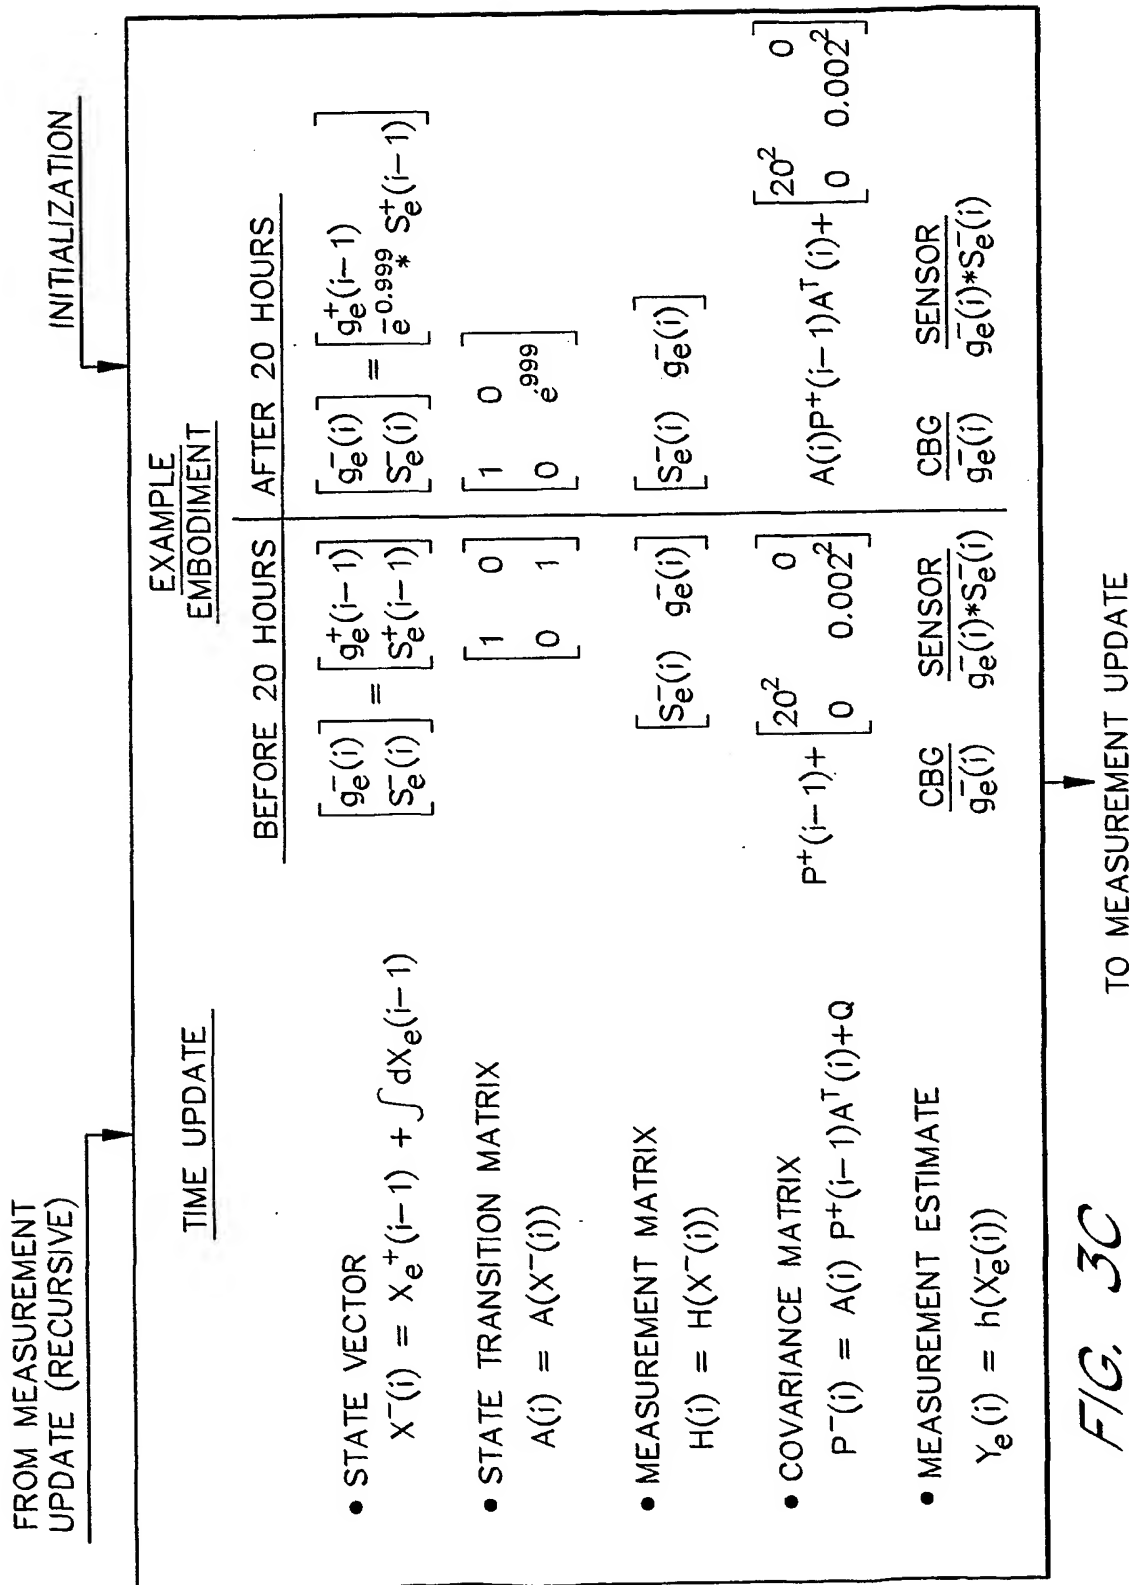 FROM MEASUREMENT
UPDATE (RECURSIVE)
INITIALIZATION
TIME UPDATE
EXAMPLE
EMBODIMENT
BEFORE 20 HOURS
AFTER 20 HOURS
• STATE VECTOR
X⁻(i) = Xₑ⁺(i−1) + ∫ dXₑ(i−1)
[gₑ⁻(i)] = [gₑ⁺(i−1)]
[Sₑ⁻(i)] [Sₑ⁺(i−1)]
[gₑ⁻(i)] = [gₑ⁺(i−1)]
[Sₑ⁻(i)] [e⁻⁰·⁹⁹⁹ * Sₑ⁺(i−1)]
• STATE TRANSITION MATRIX
A(i) = A(X⁻(i))
[1 0]
[0 1]
[1 0]
[0 e^.999]
• MEASUREMENT MATRIX
H(i) = H(X⁻(i))
[Sₑ⁻(i) gₑ⁻(i)]
[Sₑ⁻(i) gₑ⁻(i)]
• COVARIANCE MATRIX
P⁻(i) = A(i) P⁺(i−1)Aᵀ(i)+Q
P⁺(i−1)+ [20² 0]
[0 0.002²]
A(i)P⁺(i−1)Aᵀ(i)+ [20² 0]
[0 0.002²]
• MEASUREMENT ESTIMATE
Yₑ(i) = h(Xₑ⁻(i))
CBG SENSOR
gₑ⁻(i) gₑ⁻(i)*Sₑ⁻(i)
CBG SENSOR
gₑ⁻(i) gₑ⁻(i)*Sₑ⁻(i)
TO MEASUREMENT UPDATE
FIG. 3C